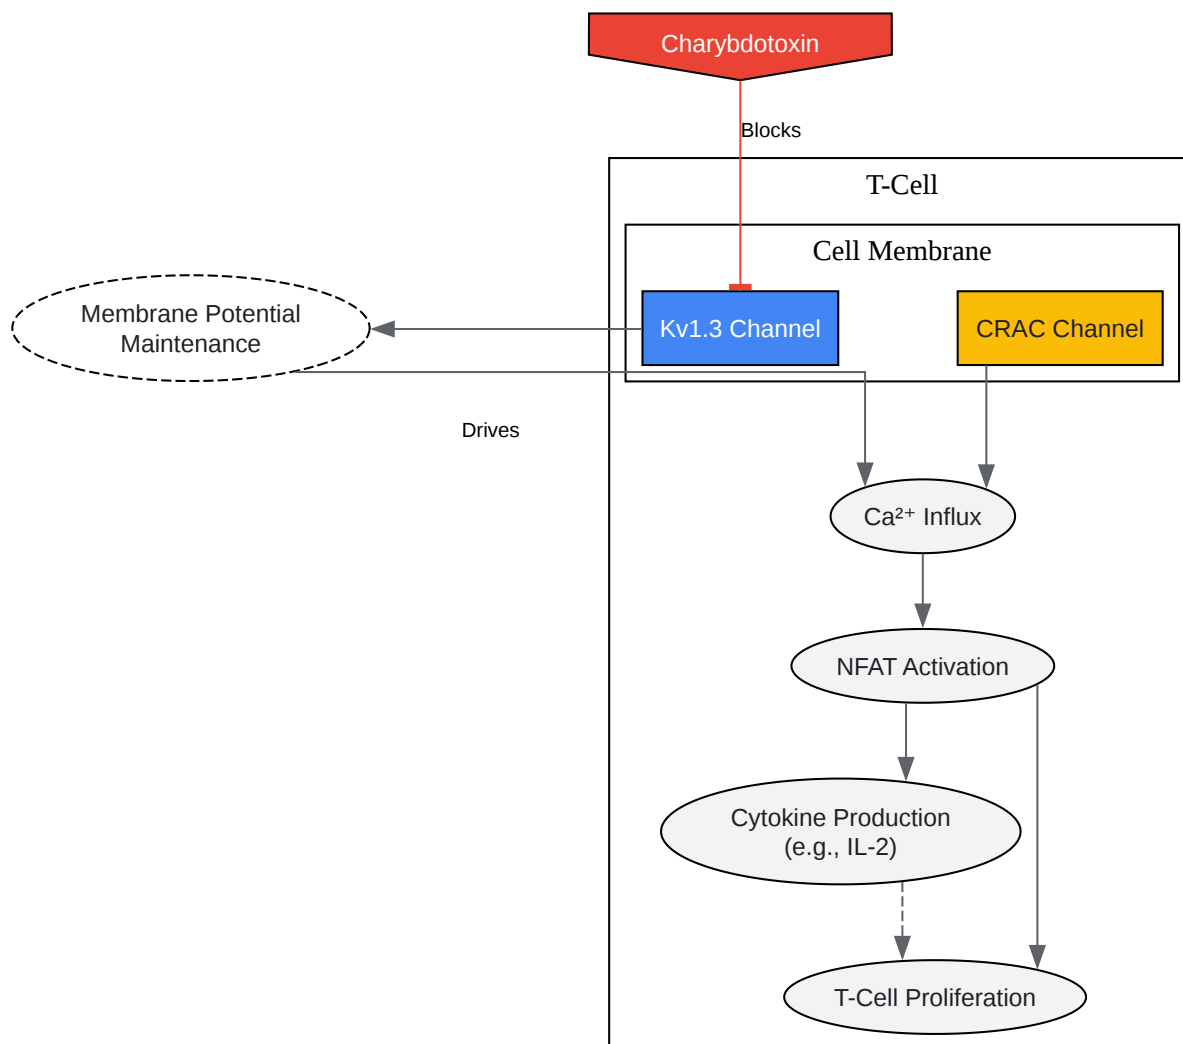 Charybdotoxin
Blocks
T-Cell
Cell Membrane
Kv1.3 Channel
CRAC Channel
Membrane Potential
Maintenance
Drives
Ca²⁺ Influx
NFAT Activation
Cytokine Production
(e.g., IL-2)
T-Cell Proliferation